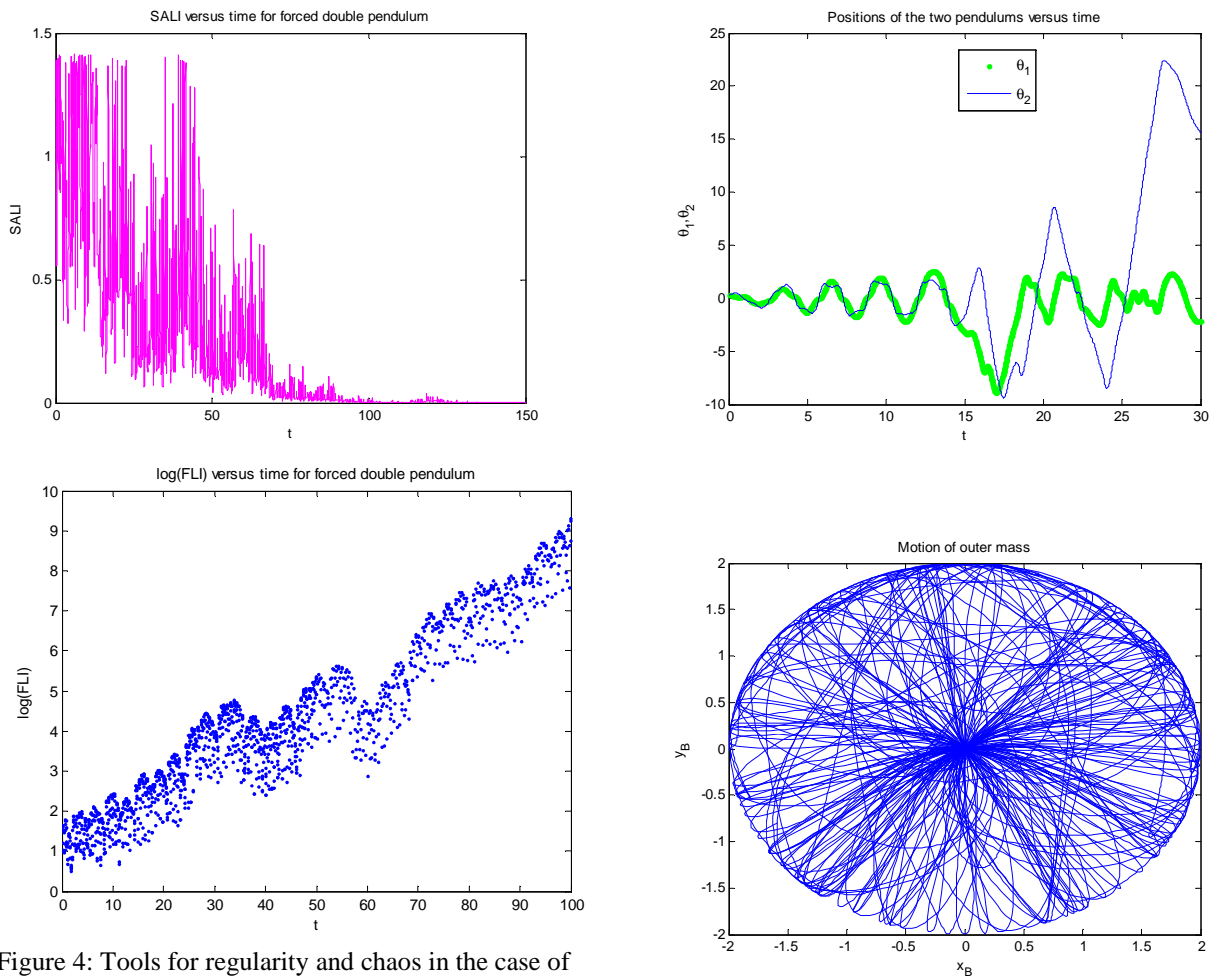 SALI versus time for forced double pendulum
1.5
1
0.5
0
SALI
0 50 100 150
t
Positions of the two pendulums versus time
25
20
15
10
5
0
-5
-10
θ1,θ2
θ1
θ2
0 5 10 15 20 25 30
t
log(FLI) versus time for forced double pendulum
10
9
8
7
6
5
4
3
2
1
0
log(FLI)
0 10 20 30 40 50 60 70 80 90 100
t
Motion of outer mass
2
1.5
1
0.5
0
-0.5
-1
-1.5
-2
yB
-2 -1.5 -1 -0.5 0 0.5 1 1.5 2
xB
Figure 4: Tools for regularity and chaos in the case of